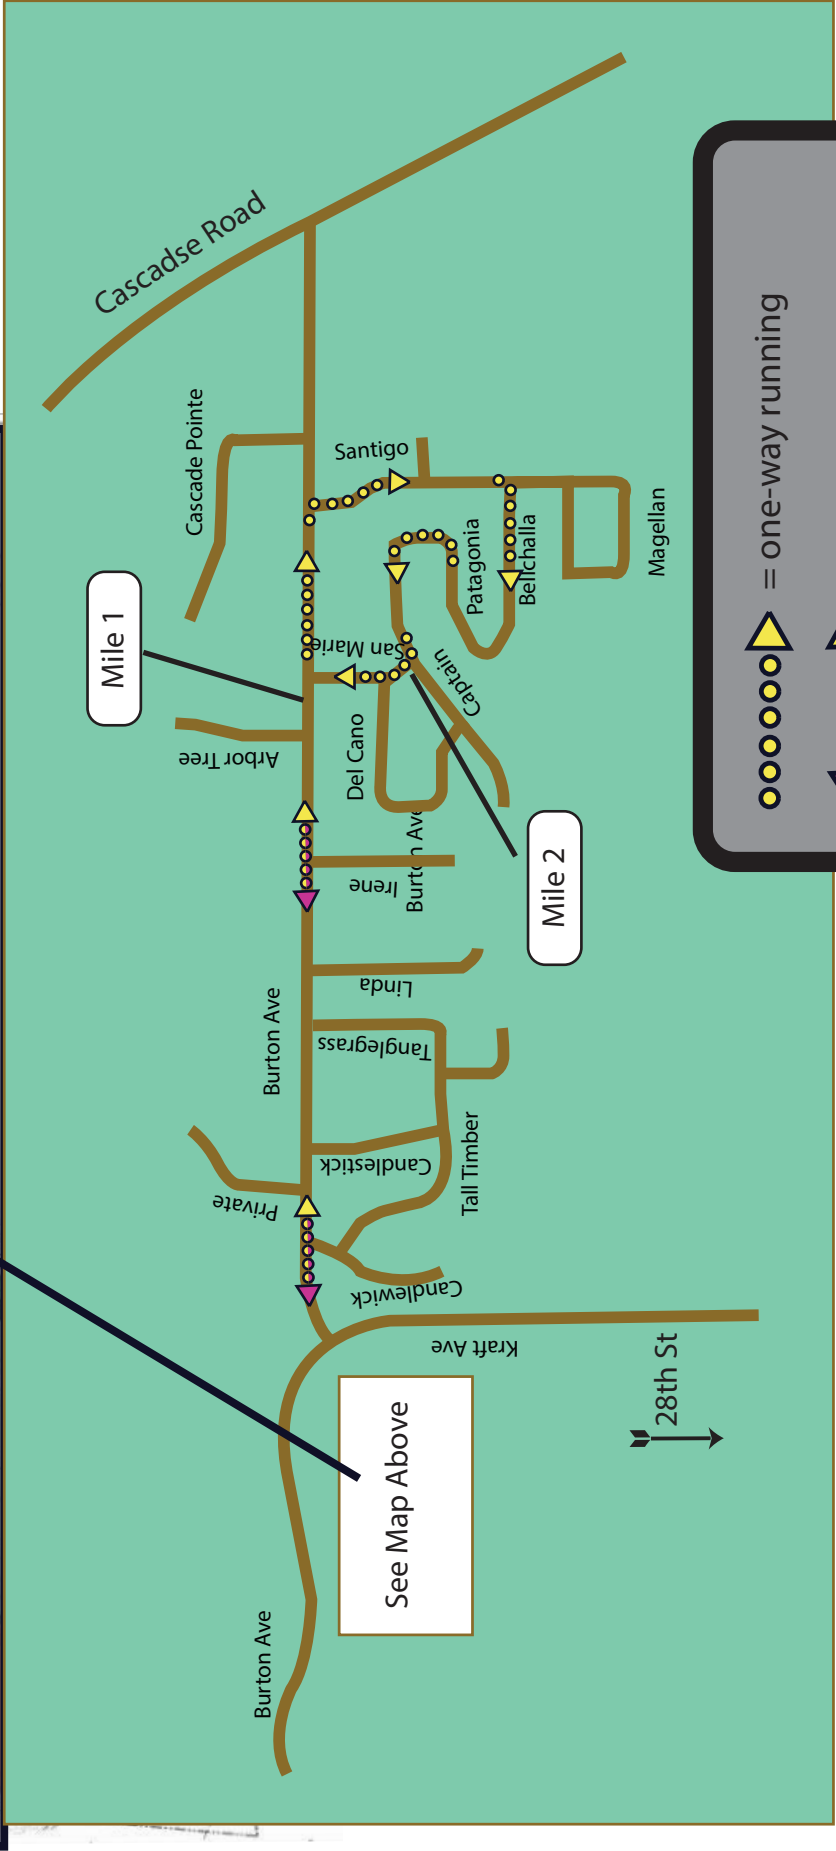 Cascadse Road
Cascade Pointe
Santigo
Magellan
Patagonia
Bellchalla
San Marie
Captain
Mile 1
Arbor Tree
Del Cano
Mile 2
Irene
Burton Ave
Linda
Burton Ave
Tanglegrass
Candlestick
Tall Timber
Private
Candlewick
Kraft Ave
28th St
See Map Above
Burton Ave
= one-way running